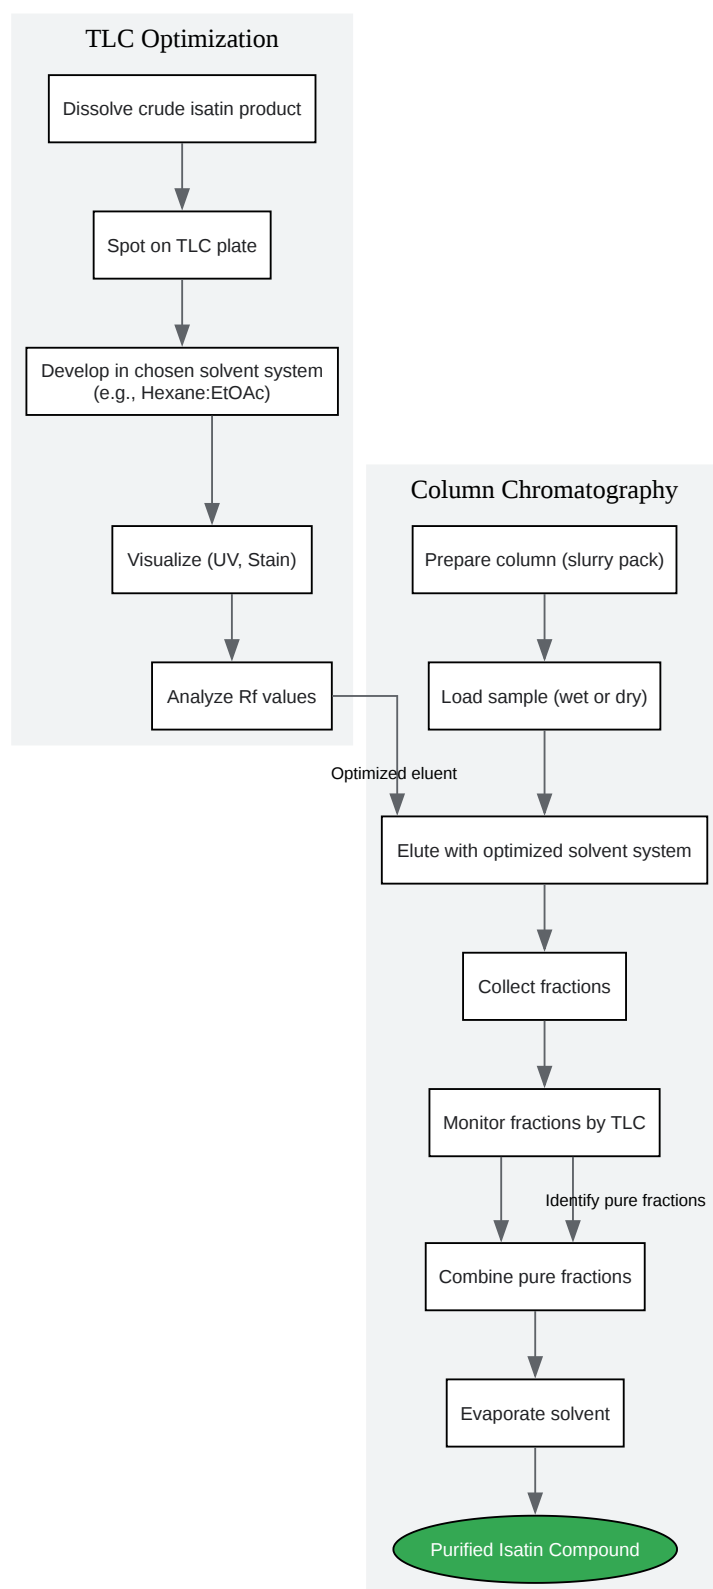 TLC Optimization
Dissolve crude isatin product
Spot on TLC plate
Develop in chosen solvent system
(e.g., Hexane:EtOAc)
Visualize (UV, Stain)
Analyze Rf values
Optimized eluent
Column Chromatography
Prepare column (slurry pack)
Load sample (wet or dry)
Elute with optimized solvent system
Collect fractions
Monitor fractions by TLC
Identify pure fractions
Combine pure fractions
Evaporate solvent
Purified Isatin Compound